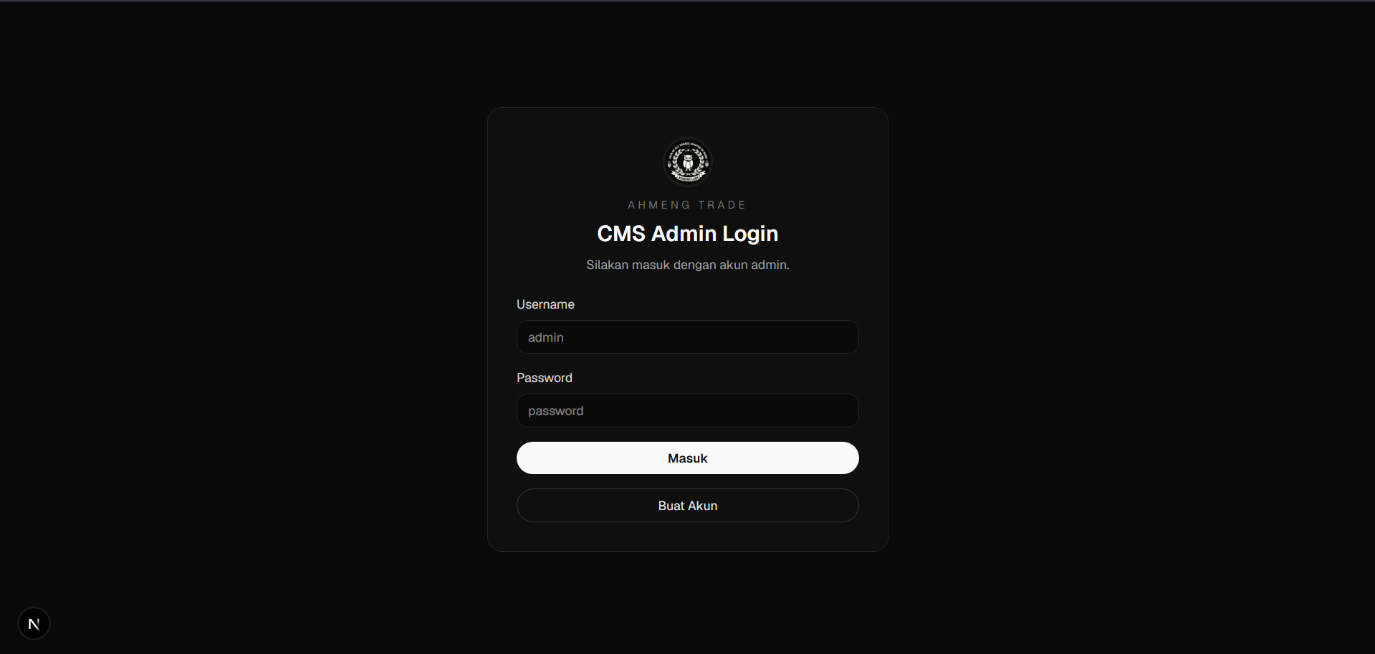 AHMENG TRADE
CMS Admin Login
Silakan masuk dengan akun admin.
Username
admin
Password
password
Masuk
Buat Akun
N